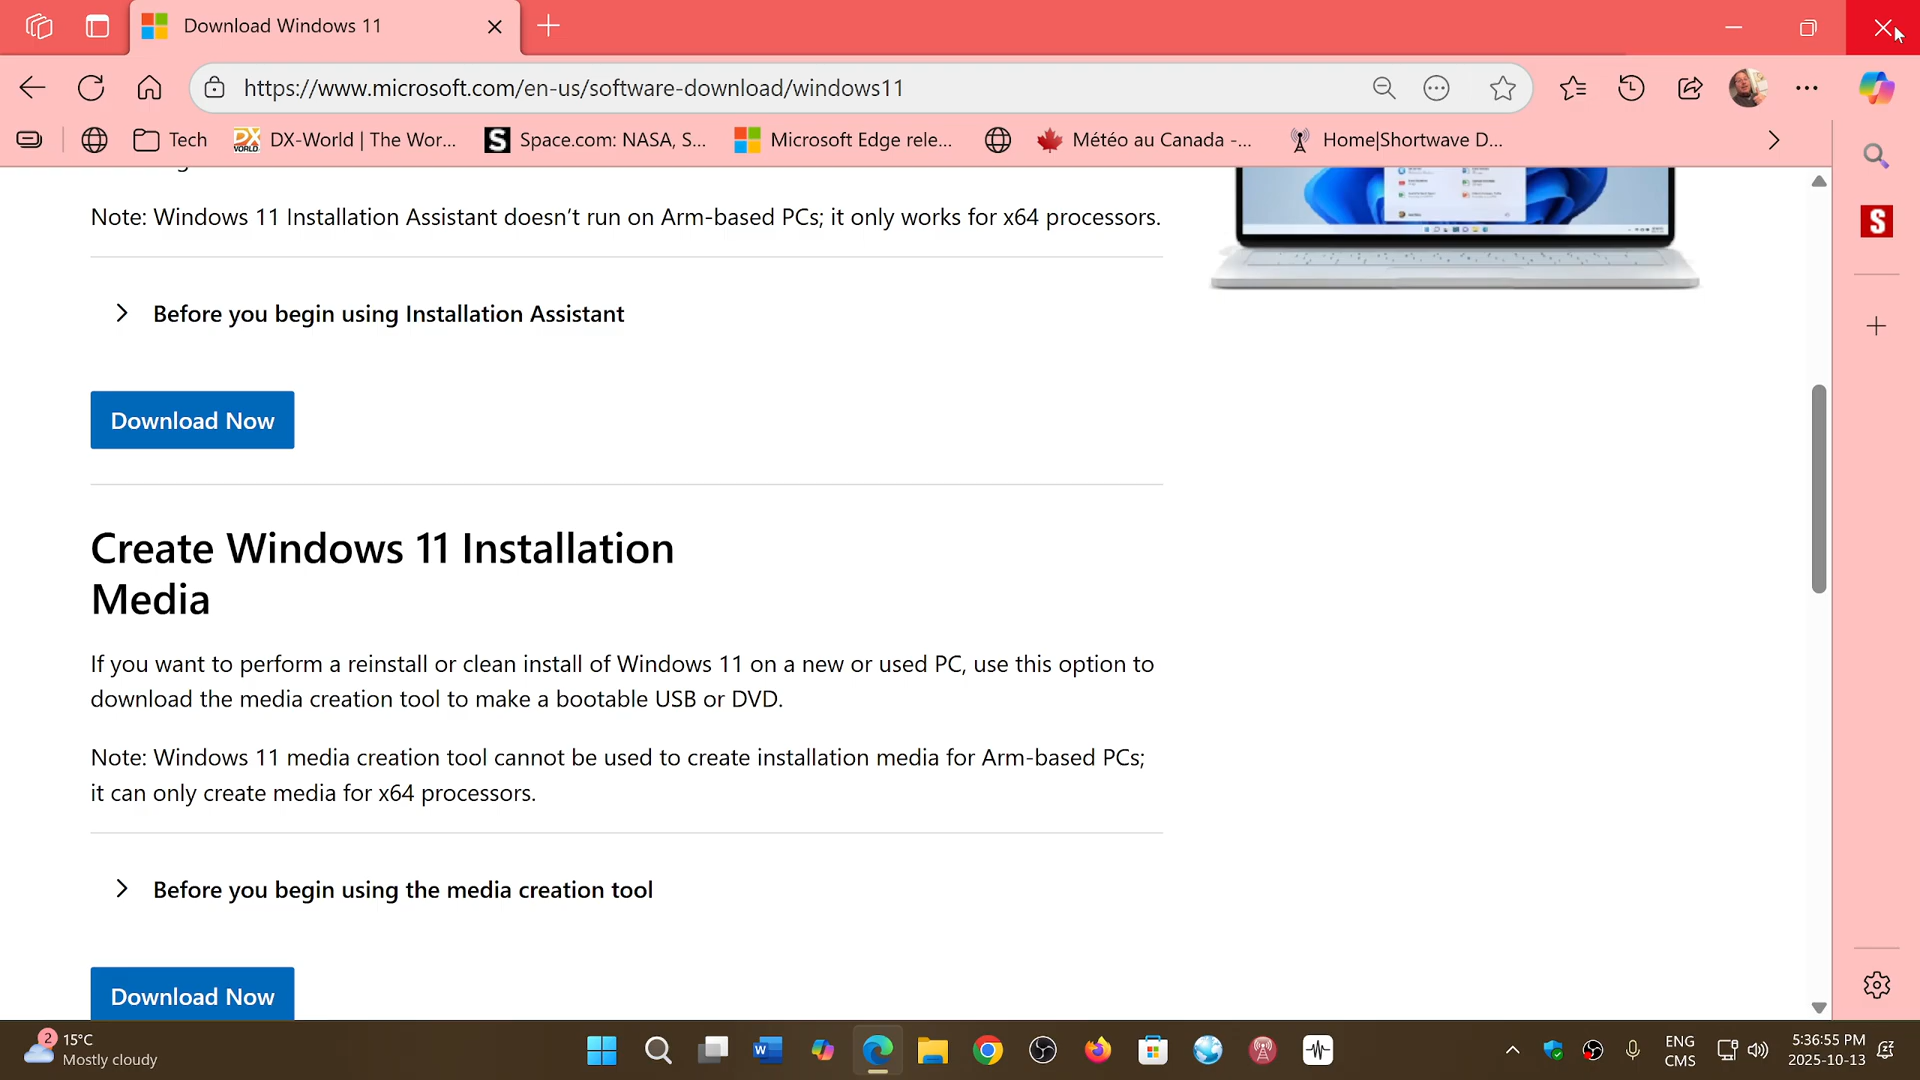 Download Windows 11
https://www.microsoft.com/en-us/software-download/windows11
Tech
DX-World | The Wor...
Space.com: NASA, S...
Microsoft Edge rele...
Météo au Canada -...
Home|Shortwave D...
Note: Windows 11 Installation Assistant doesn’t run on Arm-based PCs; it only works for x64 processors.
Before you begin using Installation Assistant
Download Now
Create Windows 11 Installation
Media
If you want to perform a reinstall or clean install of Windows 11 on a new or used PC, use this option to
download the media creation tool to make a bootable USB or DVD.
Note: Windows 11 media creation tool cannot be used to create installation media for Arm-based PCs;
it can only create media for x64 processors.
Before you begin using the media creation tool
Download Now
2
15°C
Mostly cloudy
ENG
CMS
5:36:55 PM
2025-10-13